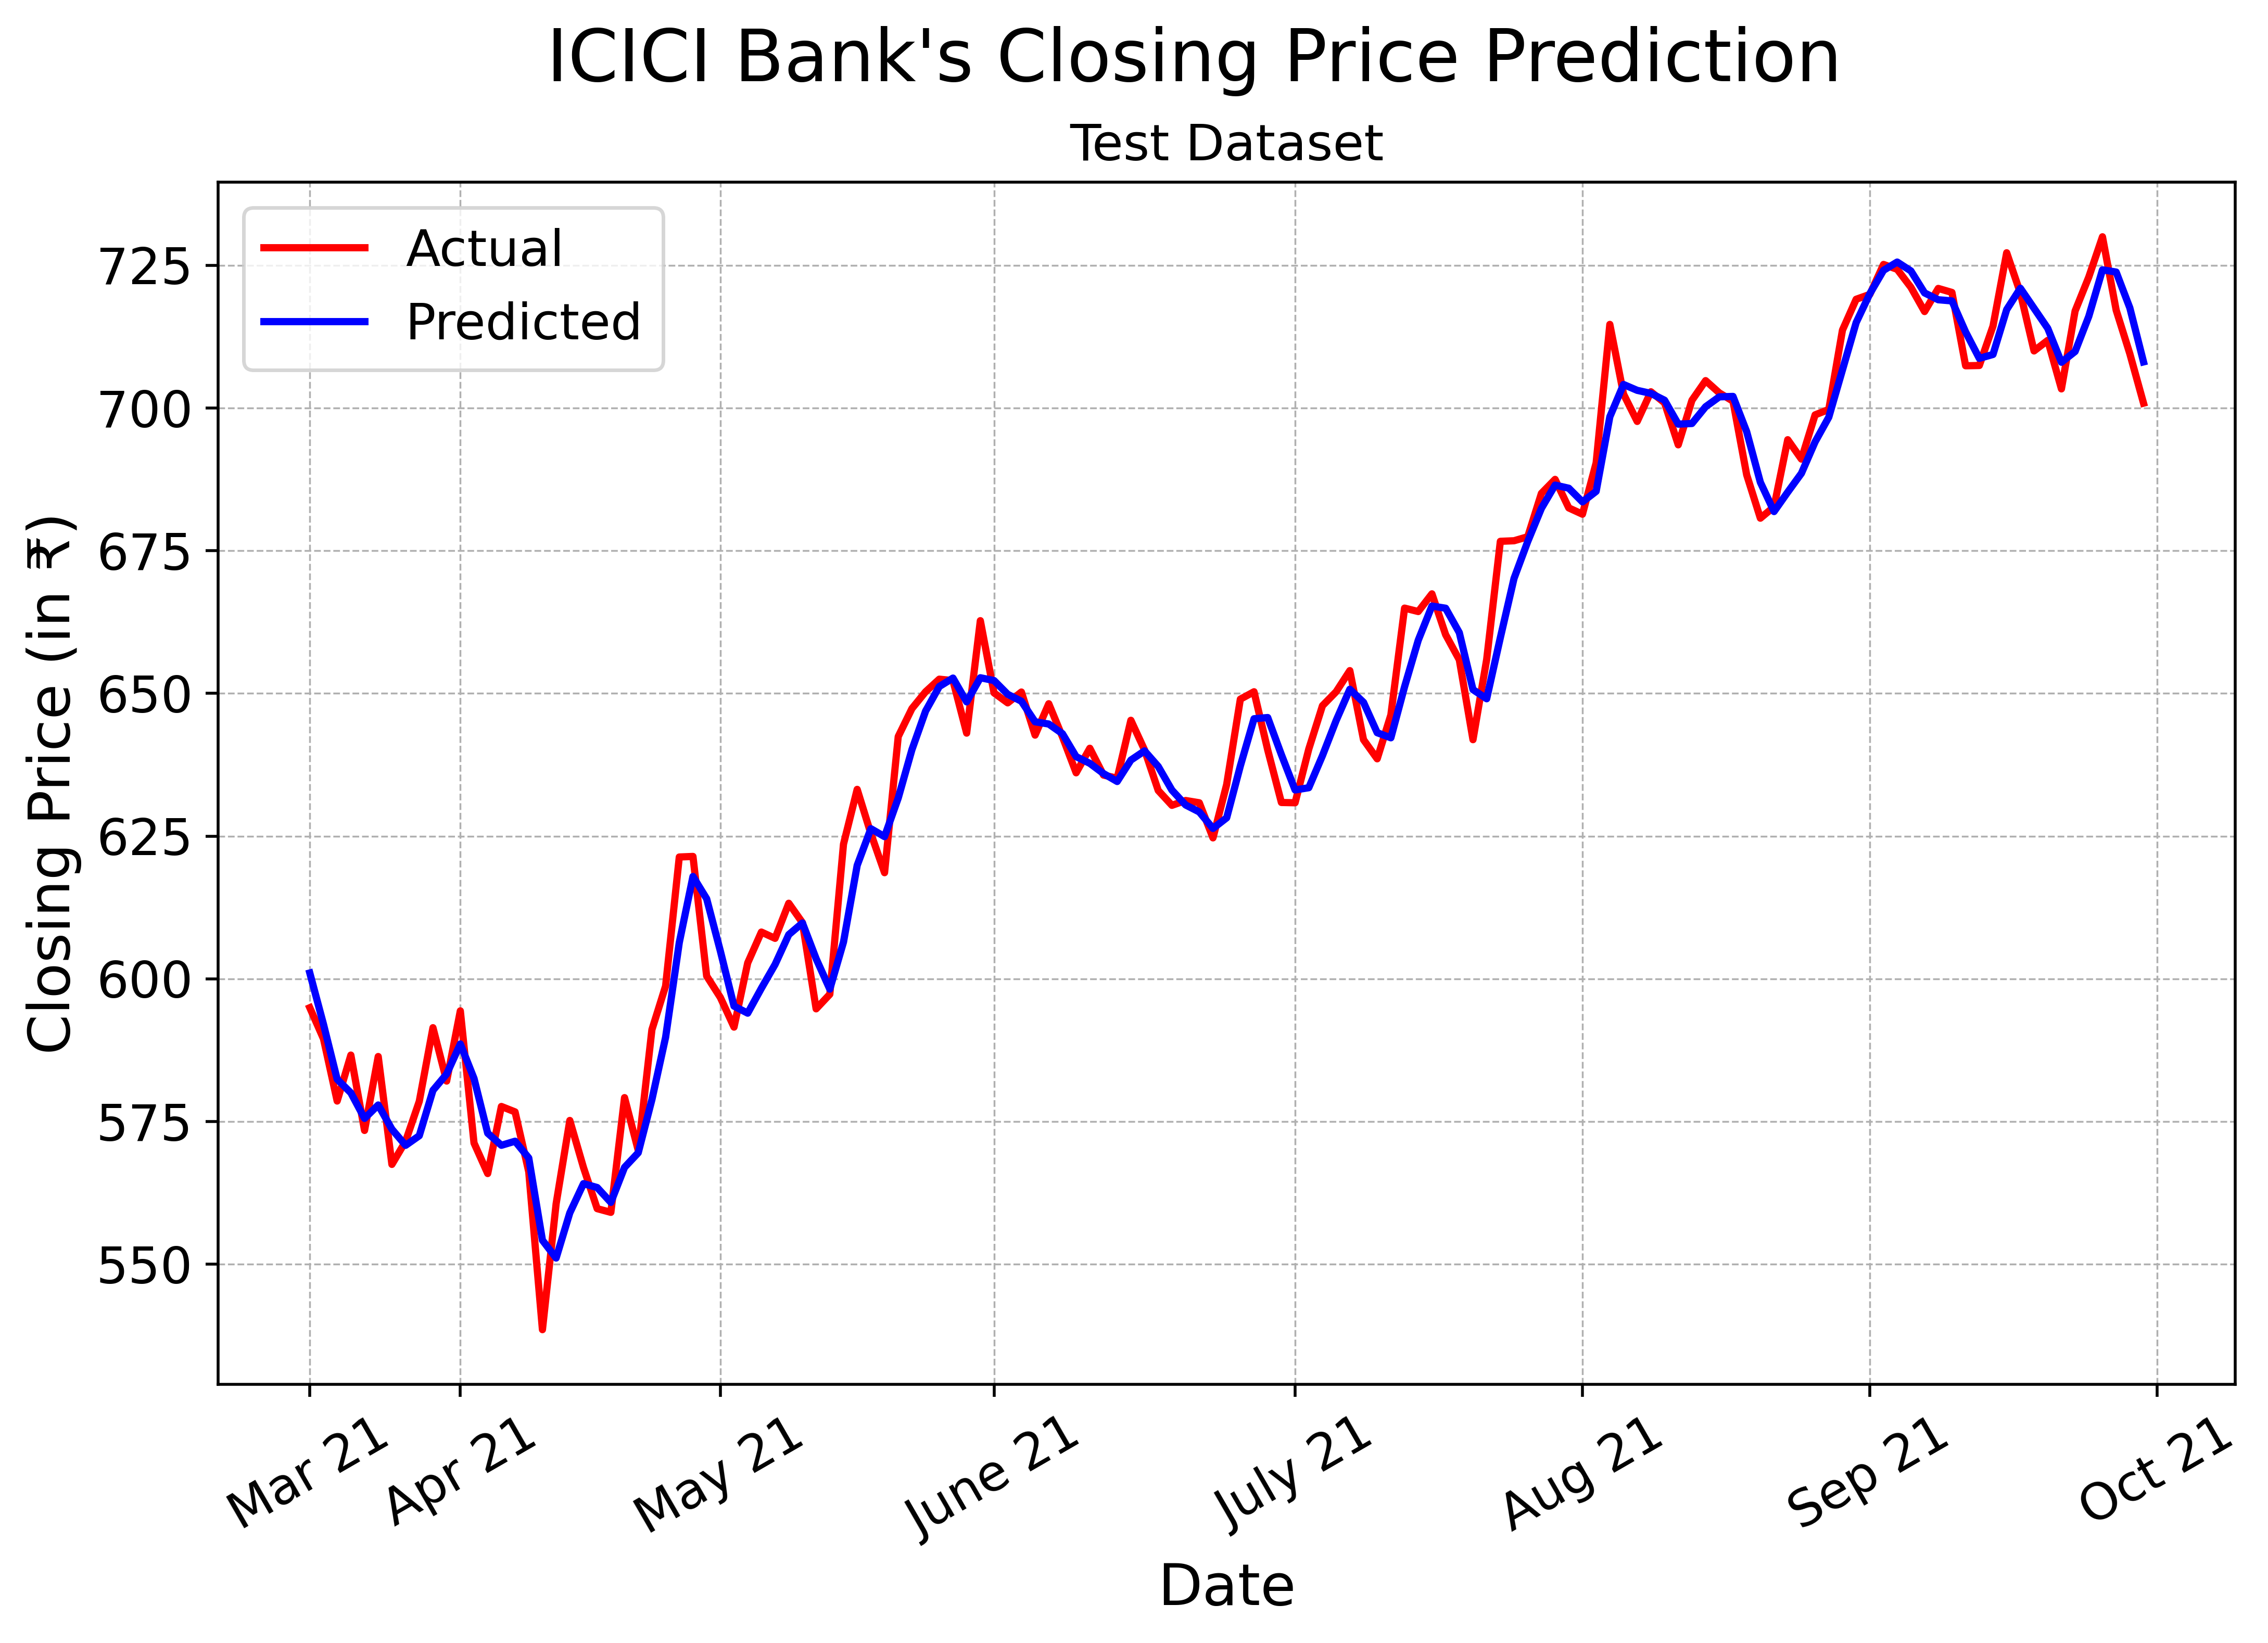 ICICI Bank's Closing Price Prediction
Test Dataset
Actual
Predicted
725
700
675
650
625
600
575
550
Closing Price (in ₹)
Mar 21
Apr 21
May 21
June 21
July 21
Aug 21
Sep 21
Oct 21
Date